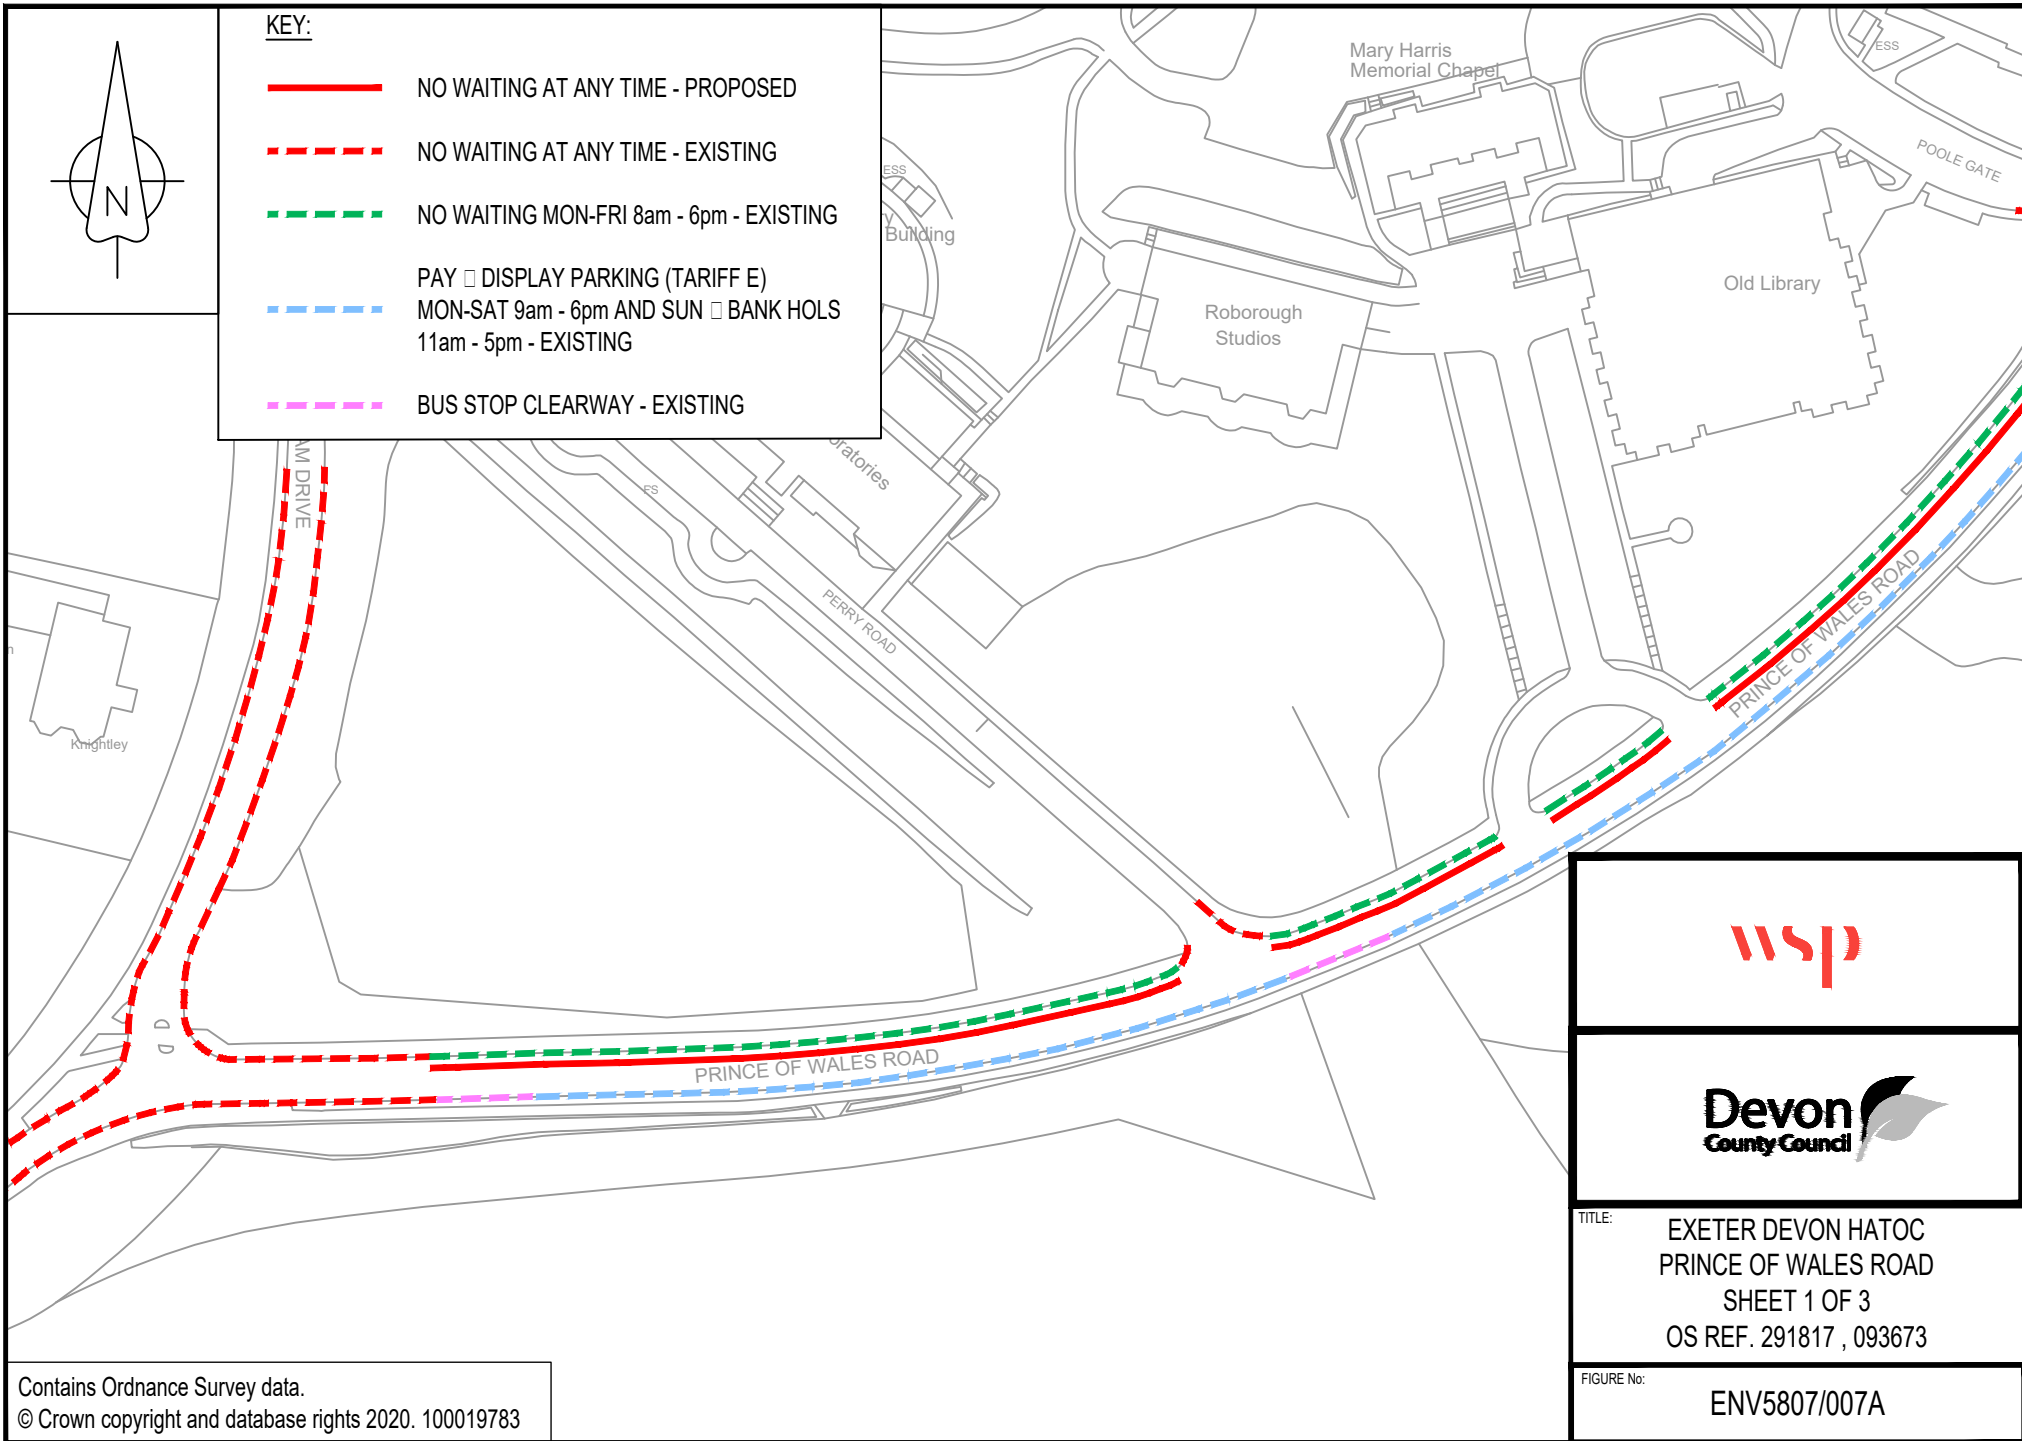 KEY:
NO WAITING AT ANY TIME - PROPOSED
NO WAITING AT ANY TIME - EXISTING
NO WAITING MON-FRI 8am - 6pm - EXISTING
PAY □ DISPLAY PARKING (TARIFF E)
MON-SAT 9am - 6pm AND SUN □ BANK HOLS
11am - 5pm - EXISTING
BUS STOP CLEARWAY - EXISTING
N
Mary Harris
Memorial Chapel
ESS
POOLE GATE
ESS
y
Building
Old Library
Roborough
Studios
AM DRIVE
oratories
FS
PERRY ROAD
PRINCE OF WALES ROAD
n
Knightley
PRINCE OF WALES ROAD
wsp
Devon
County Council
TITLE:
EXETER DEVON HATOC
PRINCE OF WALES ROAD
SHEET 1 OF 3
OS REF. 291817 , 093673
FIGURE No:
ENV5807/007A
Contains Ordnance Survey data.
© Crown copyright and database rights 2020. 100019783